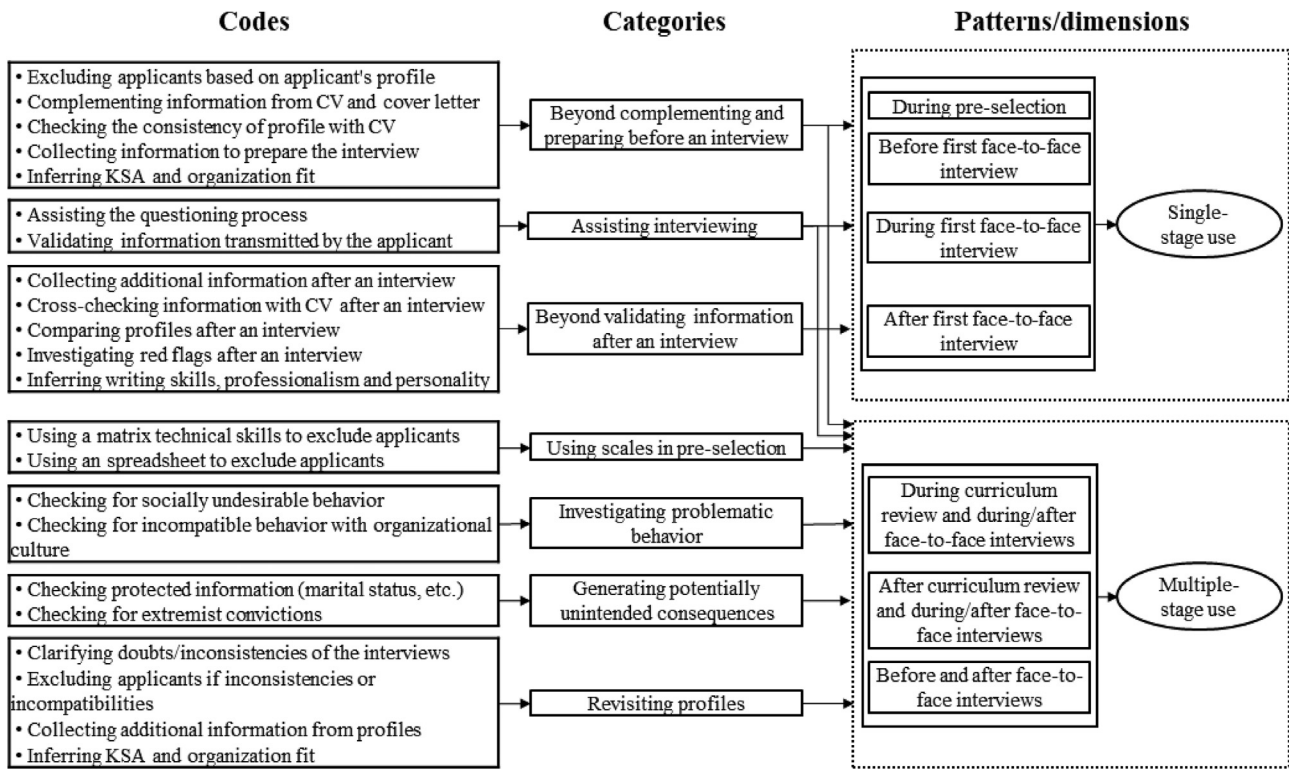 Codes
Categories
Patterns/dimensions
• Excluding applicants based on applicant's profile
• Complementing information from CV and cover letter
• Checking the consistency of profile with CV
• Collecting information to prepare the interview
• Inferring KSA and organization fit
Beyond complementing and
preparing before an interview
During pre-selection
Before first face-to-face
interview
• Assisting the questioning process
• Validating information transmitted by the applicant
Assisting interviewing
During first face-to-face
interview
Single-
stage use
• Collecting additional information after an interview
• Cross-checking information with CV after an interview
• Comparing profiles after an interview
• Investigating red flags after an interview
• Inferring writing skills, professionalism and personality
Beyond validating information
after an interview
After first face-to-face
interview
• Using a matrix technical skills to exclude applicants
• Using an spreadsheet to exclude applicants
Using scales in pre-selection
• Checking for socially undesirable behavior
• Checking for incompatible behavior with organizational
culture
Investigating problematic
behavior
During curriculum
review and during/after
face-to-face interviews
• Checking protected information (marital status, etc.)
• Checking for extremist convictions
Generating potentially
unintended consequences
After curriculum review
and during/after face-to-
face interviews
Multiple-
stage use
• Clarifying doubts/inconsistencies of the interviews
• Excluding applicants if inconsistencies or
incompatibilities
• Collecting additional information from profiles
• Inferring KSA and organization fit
Revisiting profiles
Before and after face-to-
face interviews